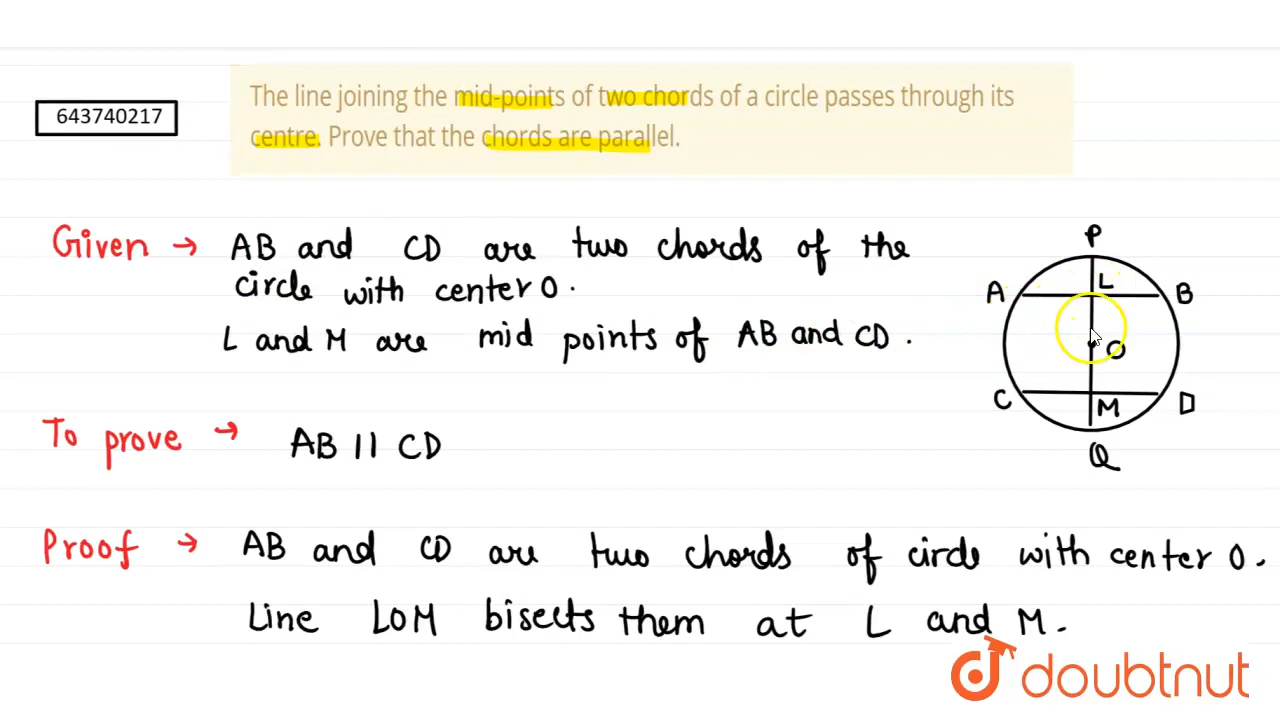 643740217
The line joining the mid-points of two chords of a circle passes through its
centre. Prove that the chords are parallel.
Given → AB and CD are two chords of the
circle with center O.
L and M are mid points of AB and CD.
P
A L B
O
C M D
Q
To prove → AB || CD
Proof → AB and CD are two chords of circle with center O.
Line LOM bisects them at L and M.
doubtnut